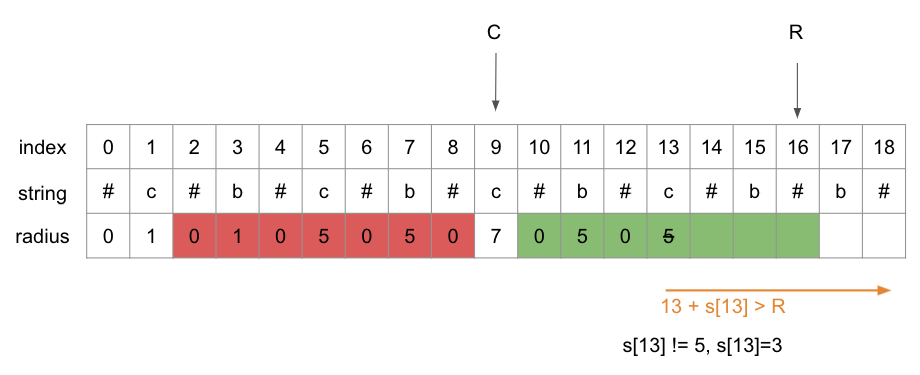 C R
index 0 1 2 3 4 5 6 7 8 9 10 11 12 13 14 15 16 17 18
string # c # b # c # b # c # b # c # b # b #
radius 0 1 0 1 0 5 0 5 0 7 0 5 0 5
13 + s[13] > R
s[13] != 5, s[13]=3